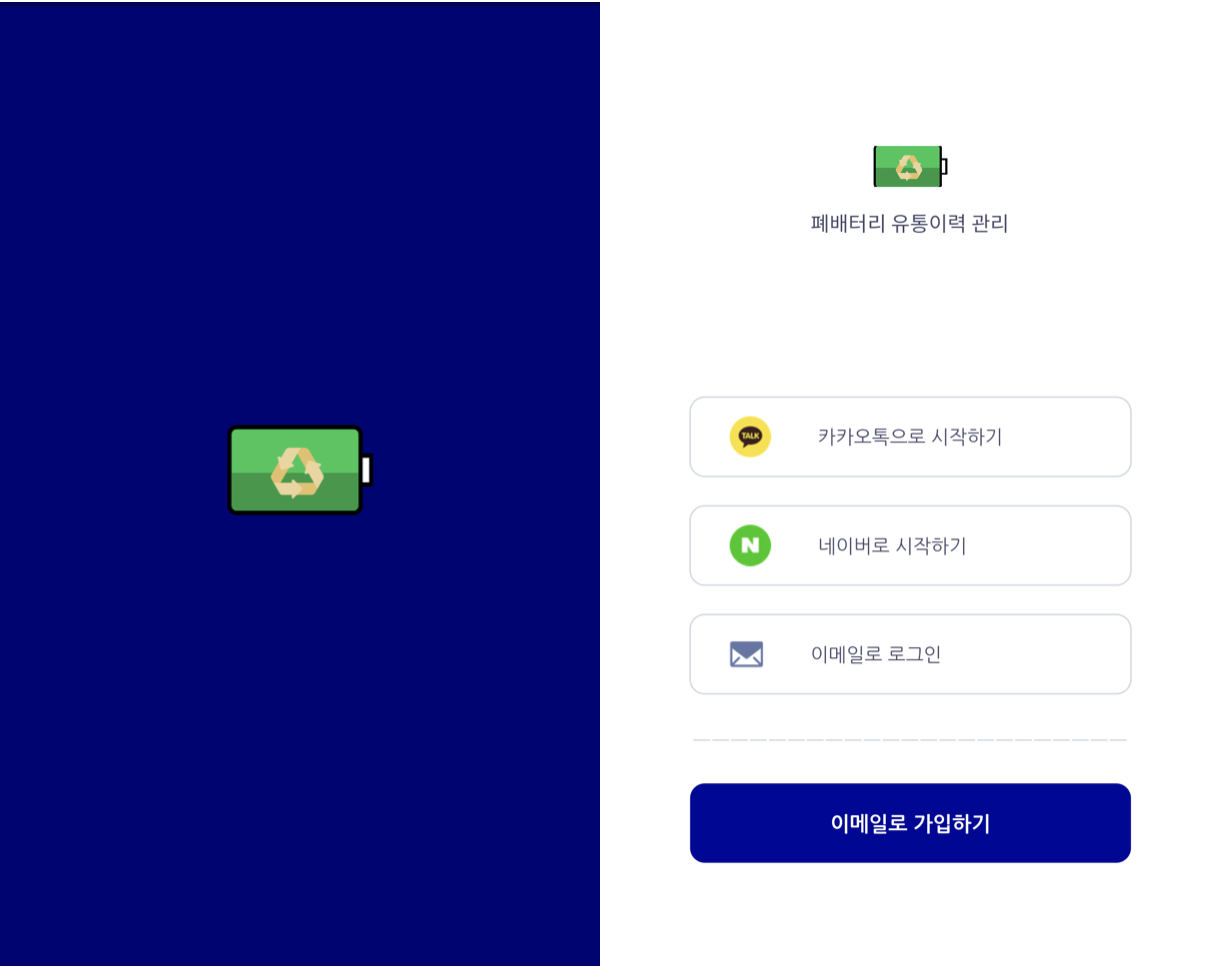 폐배터리 유통이력 관리
TALK
카카오톡으로 시작하기
N
네이버로 시작하기
이메일로 로그인
이메일로 가입하기